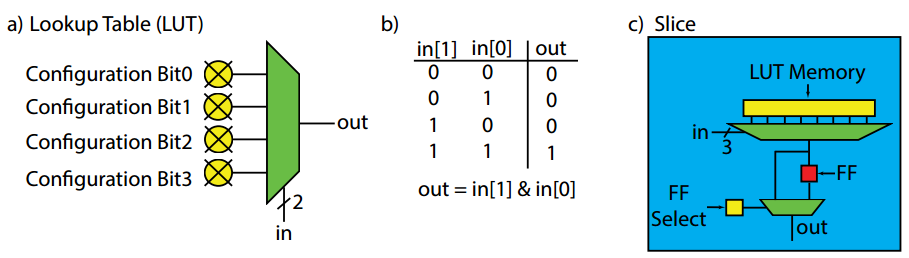 a) Lookup Table (LUT)
Configuration Bit0
Configuration Bit1
Configuration Bit2
Configuration Bit3
out
2
in
b)
in[1] in[0] out
0 0 0
0 1 0
1 0 0
1 1 1
out = in[1] & in[0]
c) Slice
LUT Memory
in
3
FF
FF
Select
out